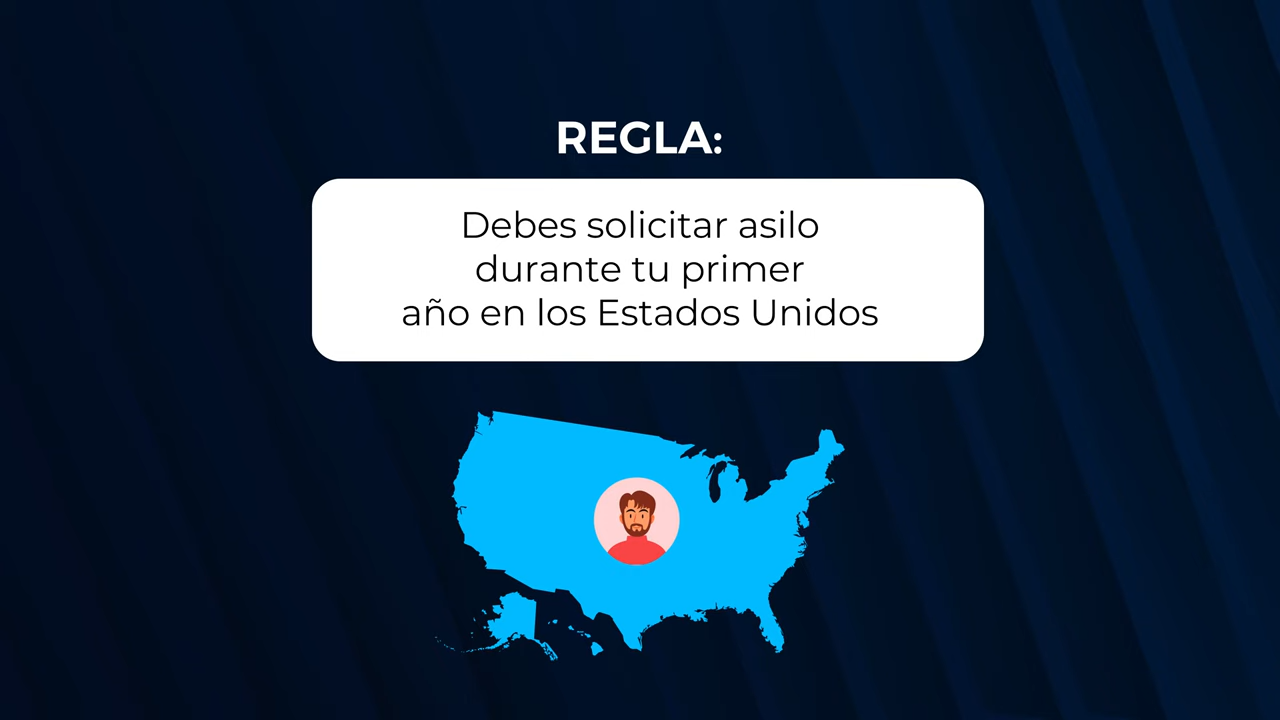 REGLA:
Debes solicitar asilo
durante tu primer
año en los Estados Unidos